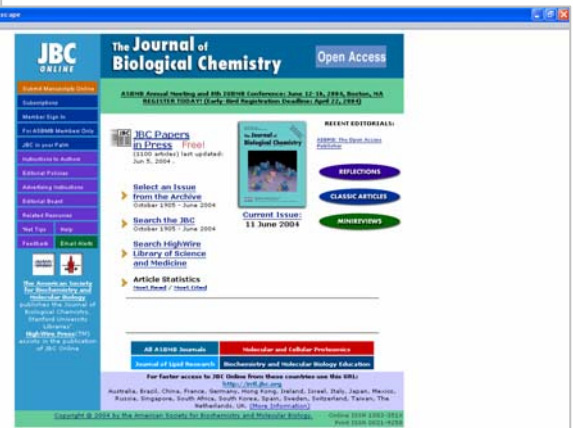 scape
JBC
ONLINE
The Journal of
Biological Chemistry
Open Access
ASBMB Annual Meeting and 8th IUBMB Conference: June 12-16, 2004, Boston, MA
REGISTER TODAY! (Early-Bird Registration Deadline: April 22, 2004)
Submit Manuscripts Online
Subscriptions
Member Sign In
For ASBMB Members Only
JBC in your Palm
Instructions to Authors
Editorial Policies
Advertising Instructions
Editorial Board
Related Resources
'Net Tips
Help
Feedback
Email Alerts
The American Society
for Biochemistry and
Molecular Biology
publishes the Journal of
Biological Chemistry.
Stanford University
Libraries'
HighWire Press(TM)
assists in the publication
of JBC Online
JBC Papers
in Press Free!
(1100 articles) last updated:
Jun 5, 2004 .
Select an Issue
from the Archive
October 1905 - June 2004
Search the JBC
October 1905 - June 2004
Search HighWire
Library of Science
and Medicine
Article Statistics
Most Read / Most Cited
The Journal of
Biological Chemistry
Current Issue:
11 June 2004
RECENT EDITORIALS:
ASBMB: The Open Access
Publisher
REFLECTIONS
CLASSIC ARTICLES
MINIREVIEWS
All ASBMB Journals
Molecular and Cellular Proteomics
Journal of Lipid Research
Biochemistry and Molecular Biology Education
For faster access to JBC Online from these countries use this URL:
http://intl.jbc.org
Australia, Brazil, China, France, Germany, Hong Kong, Ireland, Israel, Italy, Japan, Mexico,
Russia, Singapore, South Africa, South Korea, Spain, Sweden, Switzerland, Taiwan, The
Netherlands, UK. (More Information)
Copyright © 2004 by the American Society for Biochemistry and Molecular Biology.
Online ISSN 1083-351X
Print ISSN 0021-9258